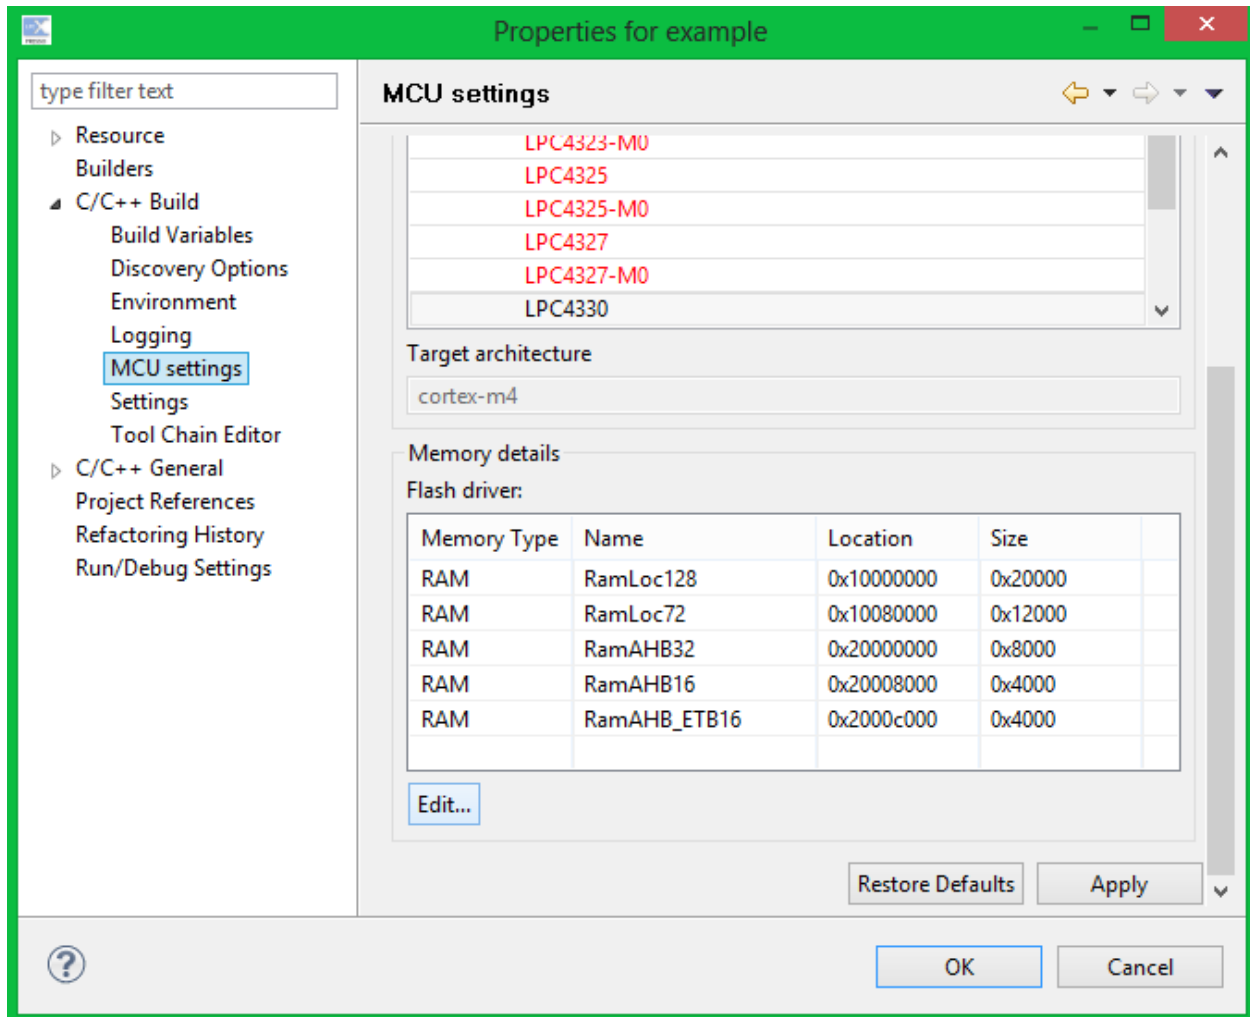 Properties for example
type filter text
Resource
Builders
C/C++ Build
Build Variables
Discovery Options
Environment
Logging
MCU settings
Settings
Tool Chain Editor
C/C++ General
Project References
Refactoring History
Run/Debug Settings
MCU settings
LPC4323-M0
LPC4325
LPC4325-M0
LPC4327
LPC4327-M0
LPC4330
Target architecture
cortex-m4
Memory details
Flash driver:
Memory Type Name Location Size
RAM RamLoc128 0x10000000 0x20000
RAM RamLoc72 0x10080000 0x12000
RAM RamAHB32 0x20000000 0x8000
RAM RamAHB16 0x20008000 0x4000
RAM RamAHB_ETB16 0x2000c000 0x4000
Edit...
Restore Defaults Apply
? OK Cancel